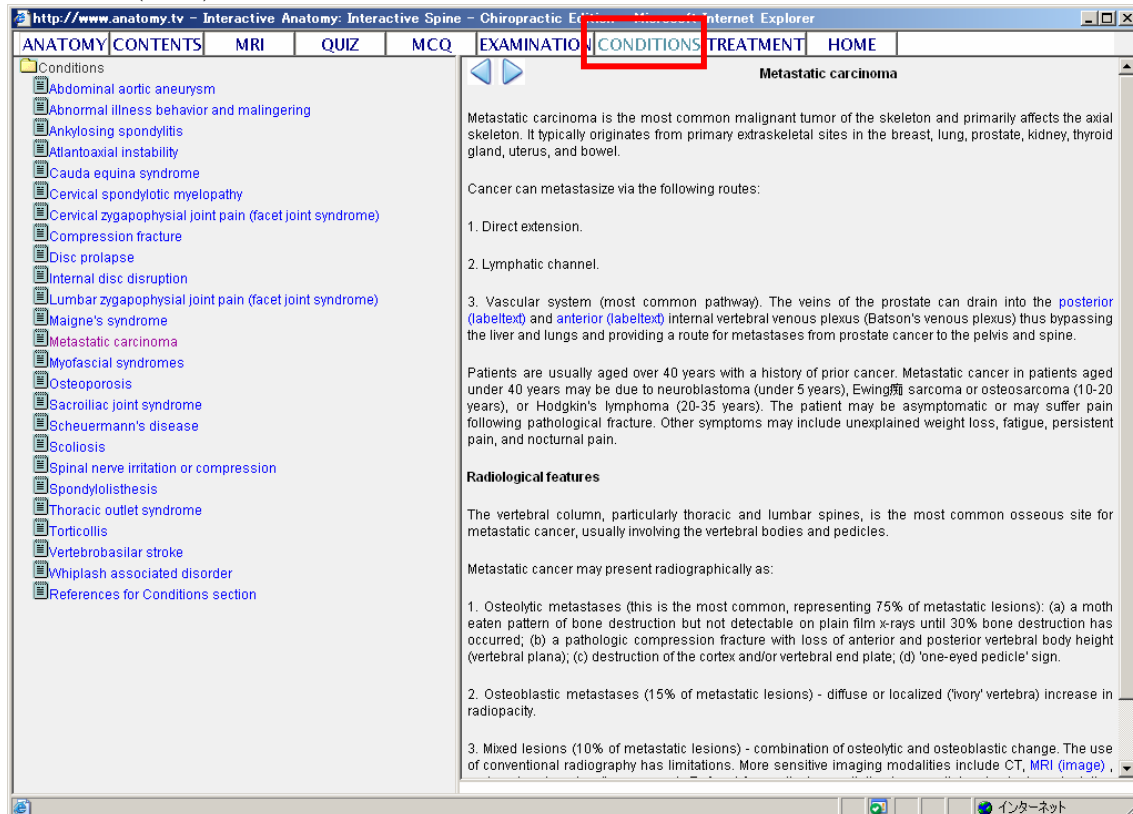 http://www.anatomy.tv - Interactive Anatomy: Interactive Spine - Chiropractic Edition - Microsoft Internet Explorer
ANATOMY CONTENTS MRI QUIZ MCQ EXAMINATION CONDITIONS TREATMENT HOME
Conditions
Abdominal aortic aneurysm
Abnormal illness behavior and malingering
Ankylosing spondylitis
Atlantoaxial instability
Cauda equina syndrome
Cervical spondylotic myelopathy
Cervical zygapophysial joint pain (facet joint syndrome)
Compression fracture
Disc prolapse
Internal disc disruption
Lumbar zygapophysial joint pain (facet joint syndrome)
Maigne's syndrome
Metastatic carcinoma
Myofascial syndromes
Osteoporosis
Sacroiliac joint syndrome
Scheuermann's disease
Scoliosis
Spinal nerve irritation or compression
Spondylolisthesis
Thoracic outlet syndrome
Torticollis
Vertebrobasilar stroke
Whiplash associated disorder
References for Conditions section
Metastatic carcinoma
Metastatic carcinoma is the most common malignant tumor of the skeleton and primarily affects the axial
skeleton. It typically originates from primary extraskeletal sites in the breast, lung, prostate, kidney, thyroid
gland, uterus, and bowel.
Cancer can metastasize via the following routes:
1. Direct extension.
2. Lymphatic channel.
3. Vascular system (most common pathway). The veins of the prostate can drain into the posterior
(labeltext) and anterior (labeltext) internal vertebral venous plexus (Batson's venous plexus) thus bypassing
the liver and lungs and providing a route for metastases from prostate cancer to the pelvis and spine.
Patients are usually aged over 40 years with a history of prior cancer. Metastatic cancer in patients aged
under 40 years may be due to neuroblastoma (under 5 years), Ewing痴 sarcoma or osteosarcoma (10-20
years), or Hodgkin's lymphoma (20-35 years). The patient may be asymptomatic or may suffer pain
following pathological fracture. Other symptoms may include unexplained weight loss, fatigue, persistent
pain, and nocturnal pain.
Radiological features
The vertebral column, particularly thoracic and lumbar spines, is the most common osseous site for
metastatic cancer, usually involving the vertebral bodies and pedicles.
Metastatic cancer may present radiographically as:
1. Osteolytic metastases (this is the most common, representing 75% of metastatic lesions): (a) a moth
eaten pattern of bone destruction but not detectable on plain film x-rays until 30% bone destruction has
occurred; (b) a pathologic compression fracture with loss of anterior and posterior vertebral body height
(vertebral plana); (c) destruction of the cortex and/or vertebral end plate; (d) 'one-eyed pedicle' sign.
2. Osteoblastic metastases (15% of metastatic lesions) - diffuse or localized ('ivory' vertebra) increase in
radiopacity.
3. Mixed lesions (10% of metastatic lesions) - combination of osteolytic and osteoblastic change. The use
of conventional radiography has limitations. More sensitive imaging modalities include CT, MRI (image) ,
インターネット